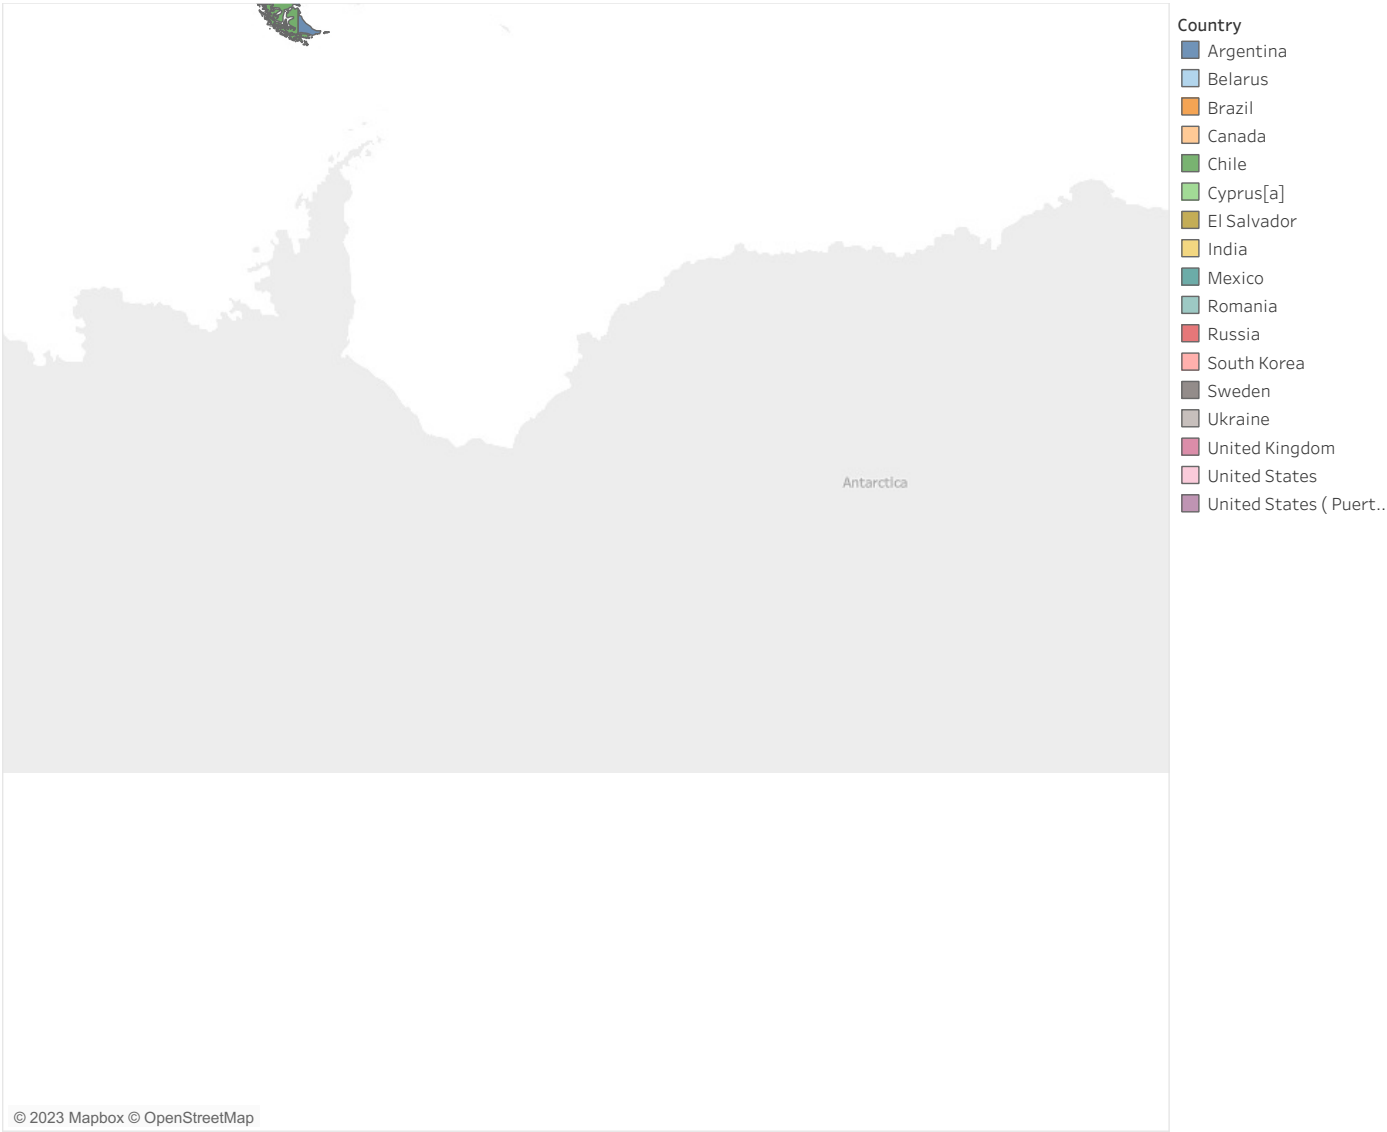 Country
Argentina
Belarus
Brazil
Canada
Chile
Cyprus[a]
El Salvador
India
Mexico
Romania
Russia
South Korea
Sweden
Ukraine
United Kingdom
United States
United States ( Puert..
Antarctica
© 2023 Mapbox © OpenStreetMap